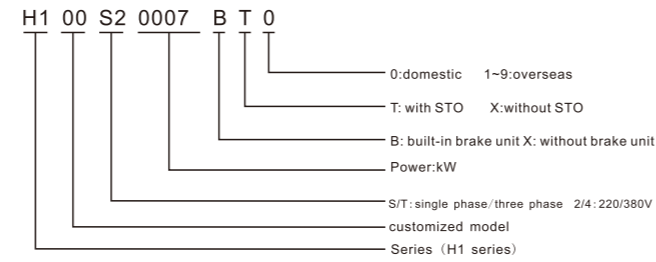 H1 00 S2 0007 B T 0
0:domestic 1~9:overseas
T: with STO X:without STO
B: built-in brake unit X: without brake unit
Power:kW
S/T:single phase/three phase 2/4:220/380V
customized model
Series（H1 series）